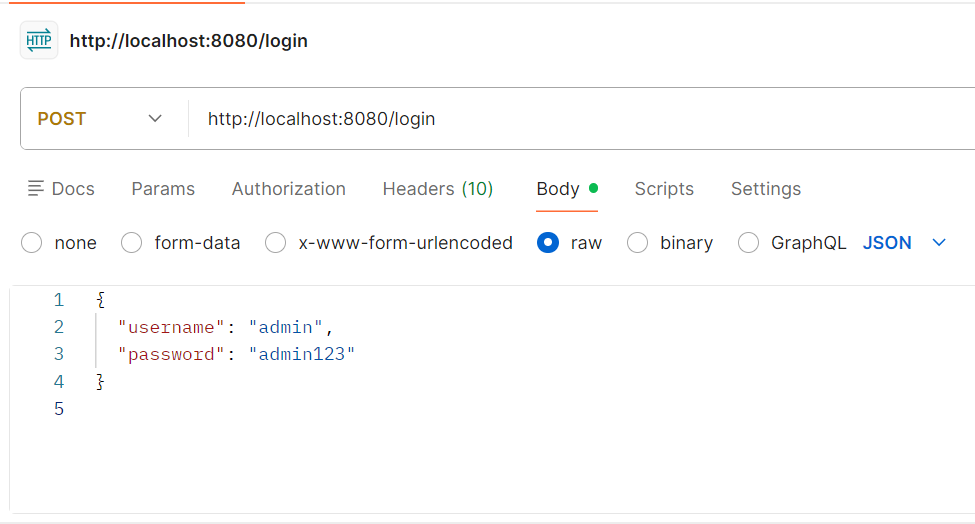 HTTP http://localhost:8080/login
POST http://localhost:8080/login
Docs Params Authorization Headers (10) Body Scripts Settings
none form-data x-www-form-urlencoded raw binary GraphQL JSON
1 {
2 "username": "admin",
3 "password": "admin123"
4 }
5